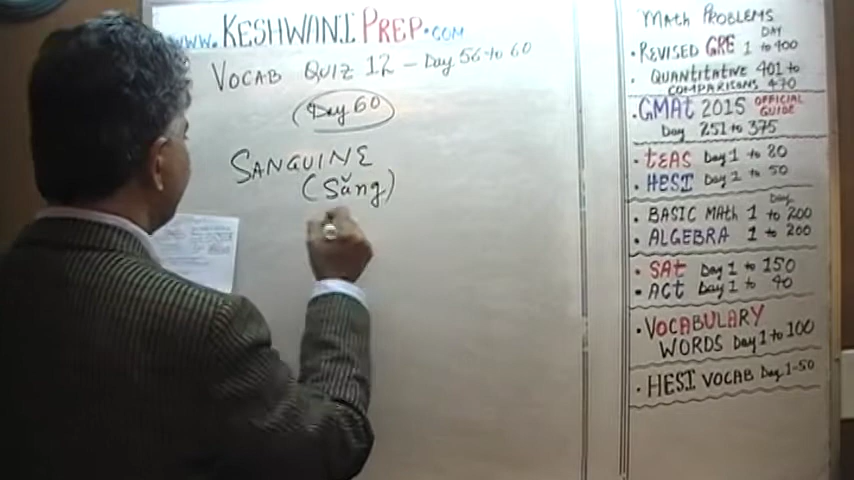 www.KESHWANIPREP.COM
VOCAB QUIZ 12 - Day 56 to 60
Day 60
SANGUINE
(Săng)
MATH PROBLEMS
DAY
• REVISED GRE 1 to 400
• QUANTITATIVE 401 to
COMPARISONS 470
• GMAt 2015 OFFICIAL GUIDE
Day 251 to 375
• tEAS Day 1 to 80
• HESI Day 1 to 50
Day
• BASIC MAth 1 to 200
• ALGEBRA 1 to 200
• SAt Day 1 to 150
• ACt Day 1 to 40
• VOCABULARY
WORDS Day 1 to 100
• HESI VOCAB Day 1-50